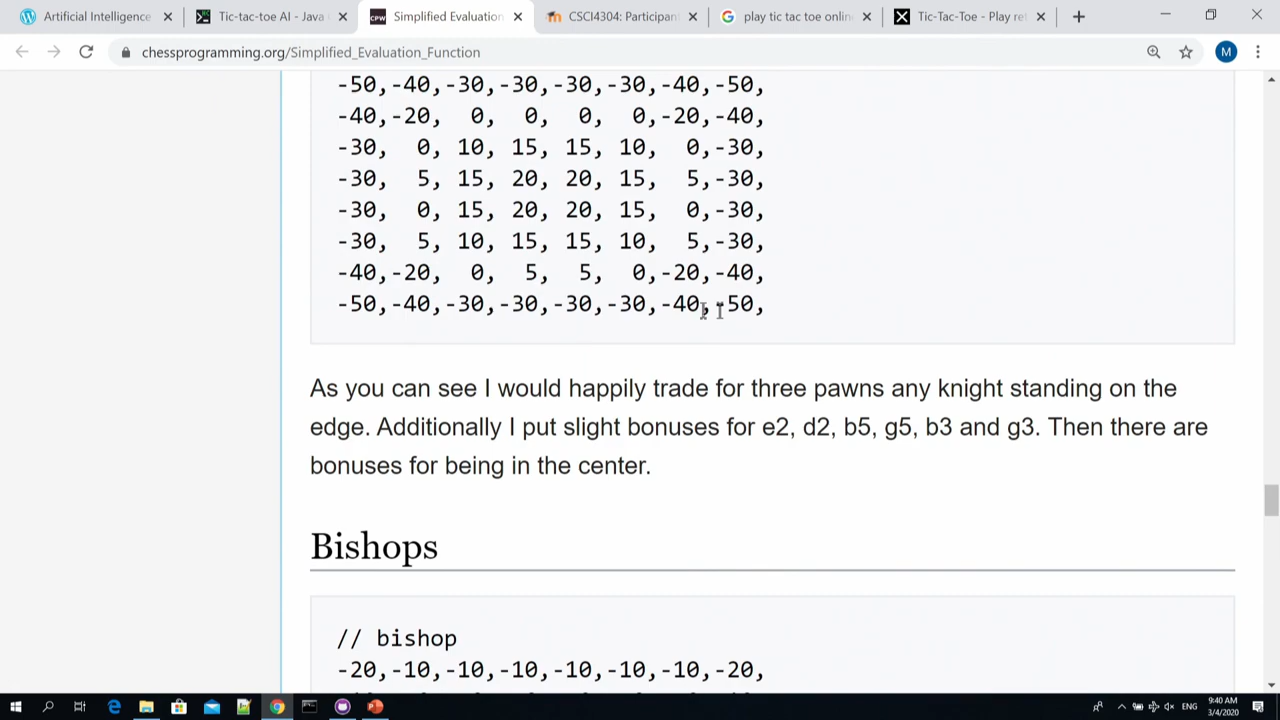 Artificial Intelligence
Tic-tac-toe AI - Java
Simplified Evaluation
CSCI4304: Participan
play tic tac toe onlin
Tic-Tac-Toe - Play re
chessprogramming.org/Simplified_Evaluation_Function
M
-50,-40,-30,-30,-30,-30,-40,-50,
-40,-20, 0, 0, 0, 0,-20,-40,
-30, 0, 10, 15, 15, 10, 0,-30,
-30, 5, 15, 20, 20, 15, 5,-30,
-30, 0, 15, 20, 20, 15, 0,-30,
-30, 5, 10, 15, 15, 10, 5,-30,
-40,-20, 0, 5, 5, 0,-20,-40,
-50,-40,-30,-30,-30,-30,-40,-50,
As you can see I would happily trade for three pawns any knight standing on the
edge. Additionally I put slight bonuses for e2, d2, b5, g5, b3 and g3. Then there are
bonuses for being in the center.
Bishops
// bishop
-20,-10,-10,-10,-10,-10,-10,-20,
ENG
9:40 AM
3/4/2020